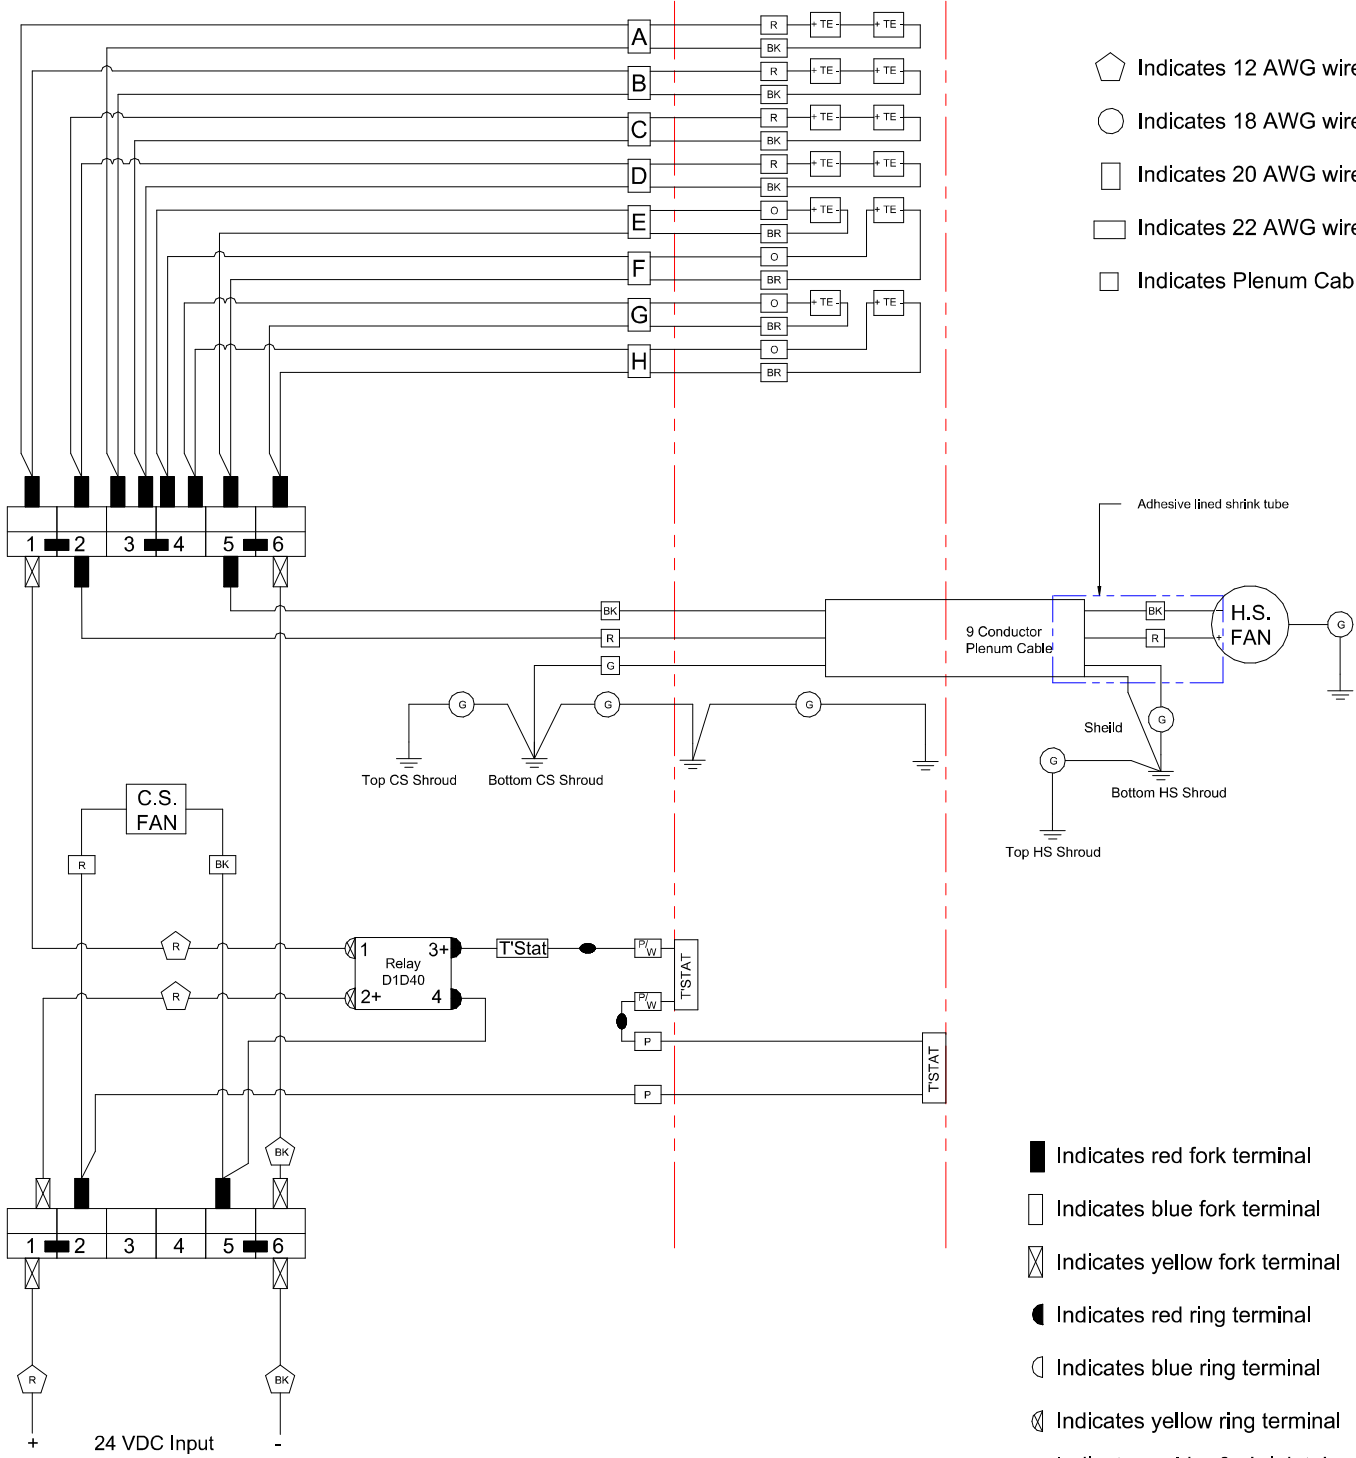 A R + TE - + TE -
BK
B R + TE - + TE -
BK
C R + TE - + TE -
BK
D R + TE - + TE -
BK
E O + TE - + TE -
BR
F O
BR
G O + TE - + TE -
BR
H O
BR
Indicates 12 AWG wire
Indicates 18 AWG wire
Indicates 20 AWG wire
Indicates 22 AWG wire
Indicates Plenum Cab
1 2 3 4 5 6
Adhesive lined shrink tube
BK
R
G
9 Conductor
Plenum Cable
BK
R
- H.S.
+ FAN
G
G
G
G
G
Sheild
G
Top CS Shroud
Bottom CS Shroud
Bottom HS Shroud
Top HS Shroud
C.S.
FAN
R
BK
R
R
1 3+
Relay
D1D40
2+ 4
T'Stat
P/W
P/W
T'STAT
P
P
T'STAT
BK
1 2 3 4 5 6
R
BK
+ 24 VDC Input -
Indicates red fork terminal
Indicates blue fork terminal
Indicates yellow fork terminal
Indicates red ring terminal
Indicates blue ring terminal
Indicates yellow ring terminal